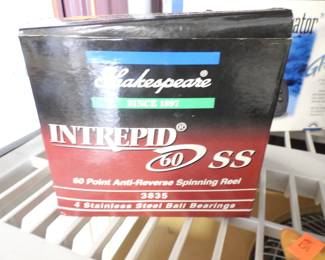 Shakespeare
SINCE 1897
INTREPID® 60 SS
60 Point Anti-Reverse Spinning Reel
3835
4 Stainless Steel Ball Bearings